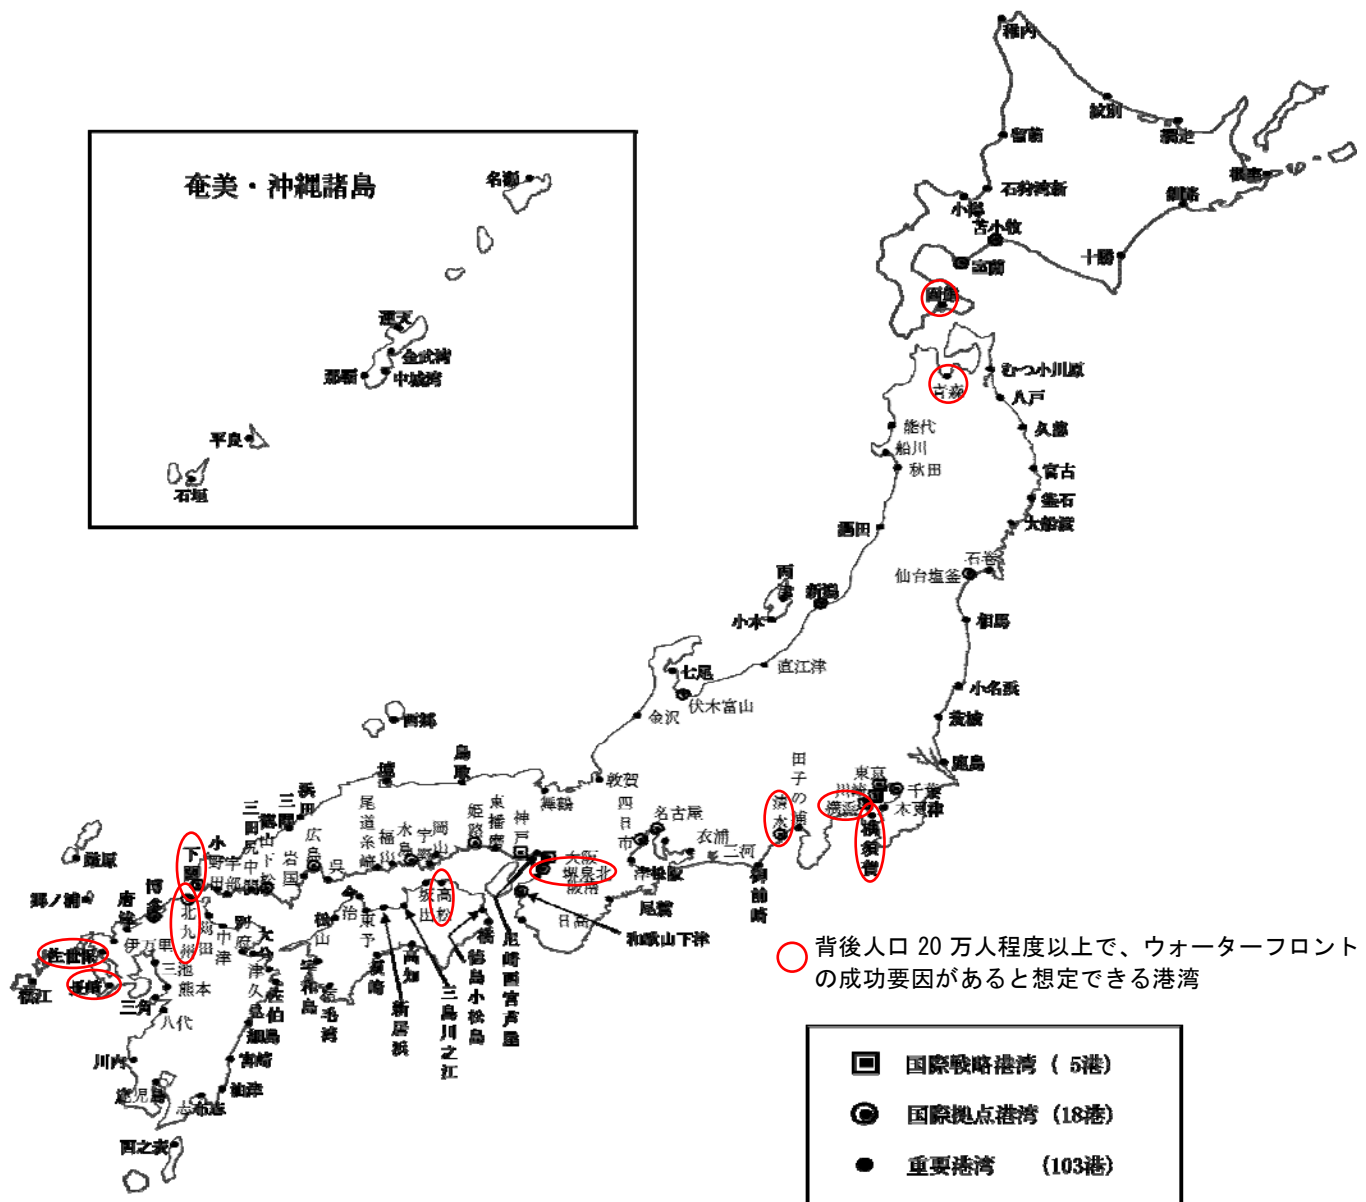 稚内
紋別
網走
留萌
根室
石狩湾新
釧路
小樽
苫小牧
十勝
室蘭
函館
奄美・沖縄諸島
名瀬
運天
金武湾
那覇
中城湾
平良
石垣
むつ小川原
青森
八戸
能代
久慈
船川
秋田
宮古
釜石
大船渡
酒田
石巻
仙台塩釜
両津
新潟
小木
相馬
直江津
七尾
小名浜
伏木富山
金沢
茨城
西郷
鹿島
境
鳥取
敦賀
舞鶴
田子の浦
東京
千葉
川崎
横浜
木更津
横須賀
清水
浜田
三隅
尾道糸崎
福山
水島
宇野
岡山
姫路
東播磨
神戸
四日市
名古屋
衣浦
三河
御前崎
津松阪
尾鷲
大阪
堺泉北
阪南
日高
和歌山下津
尼崎西宮芦屋
徳島小松島
橘
高松
坂出
三島川之江
新居浜
東予
今治
松山
高知
須崎
宇和島
宿毛湾
呉
広島
岩国
徳山下松
三田尻中関
宇部
小野田
下関
北九州
苅田
中津
別府
大分
津久見
佐伯
細島
宮崎
油津
志布志
鹿児島
西之表
川内
八代
三角
熊本
三池
伊万里
唐津
博多
郷ノ浦
厳原
佐世保
長崎
福江
背後人口 20 万人程度以上で、ウォーターフロント
の成功要因があると想定できる港湾
国際戦略港湾 ( 5港)
国際拠点港湾 (18港)
重要港湾 (103港)